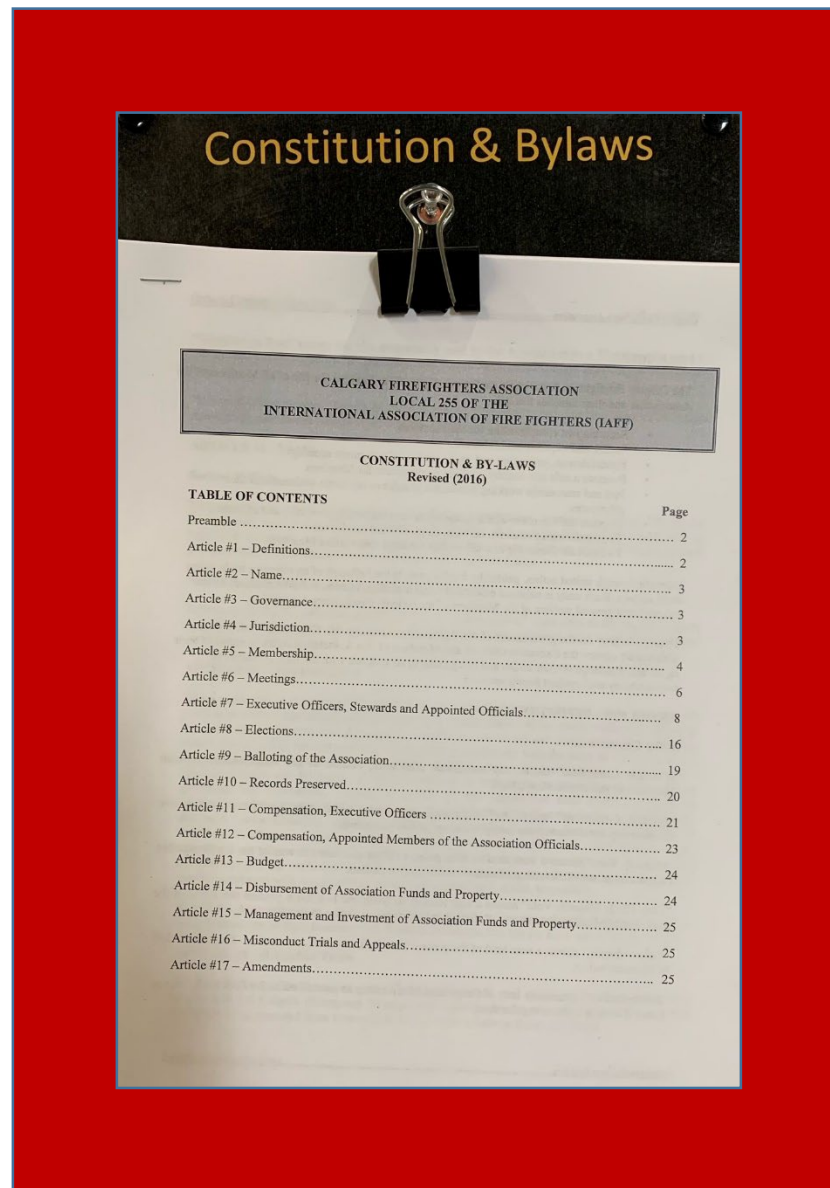 Constitution & Bylaws
CALGARY FIREFIGHTERS ASSOCIATION
LOCAL 255 OF THE
INTERNATIONAL ASSOCIATION OF FIRE FIGHTERS (IAFF)
CONSTITUTION & BY-LAWS
Revised (2016)
TABLE OF CONTENTS Page
Preamble ........................................ 2
Article #1 – Definitions........................................ 2
Article #2 – Name........................................ 3
Article #3 – Governance........................................ 3
Article #4 – Jurisdiction........................................ 3
Article #5 – Membership........................................ 4
Article #6 – Meetings........................................ 6
Article #7 – Executive Officers, Stewards and Appointed Officials........................ 8
Article #8 – Elections........................................ 16
Article #9 – Balloting of the Association........................................ 19
Article #10 – Records Preserved........................................ 20
Article #11 – Compensation, Executive Officers ........................................ 21
Article #12 – Compensation, Appointed Members of the Association Officials................ 23
Article #13 – Budget........................................ 24
Article #14 – Disbursement of Association Funds and Property........................ 24
Article #15 – Management and Investment of Association Funds and Property................ 25
Article #16 – Misconduct Trials and Appeals........................................ 25
Article #17 – Amendments........................................ 25